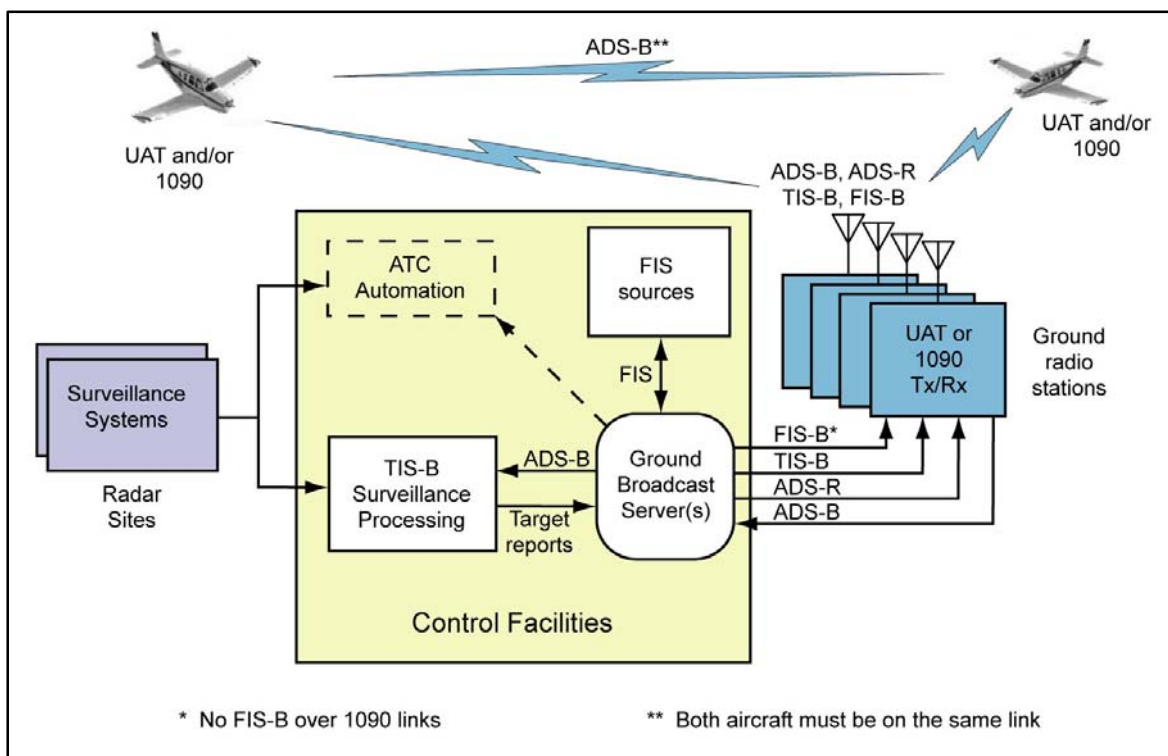 ADS-B**
UAT and/or
1090
UAT and/or
1090
ADS-B, ADS-R
TIS-B, FIS-B
ATC
Automation
FIS
sources
UAT or
1090
Tx/Rx
Ground
radio
stations
Surveillance
Systems
Radar
Sites
FIS
TIS-B
Surveillance
Processing
ADS-B
Target
reports
Ground
Broadcast
Server(s)
FIS-B*
TIS-B
ADS-R
ADS-B
Control Facilities
* No FIS-B over 1090 links
** Both aircraft must be on the same link